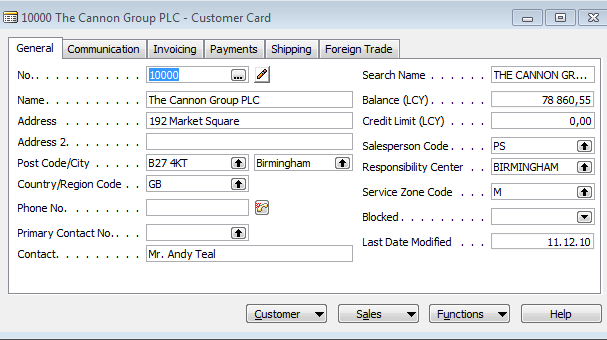 10000 The Cannon Group PLC - Customer Card
General Communication Invoicing Payments Shipping Foreign Trade
No. . . . . . . . . . . . 10000 ...
Name . . . . . . . . . . The Cannon Group PLC
Address . . . . . . . . . 192 Market Square
Address 2. . . . . . . . .
Post Code/City . . . . . . B27 4KT Birmingham
Country/Region Code . . GB
Phone No. . . . . . . . .
Primary Contact No. . . .
Contact. . . . . . . . . . Mr. Andy Teal
Search Name . . . . . . THE CANNON GR...
Balance (LCY) . . . . . . 78 860,55
Credit Limit (LCY) . . . . 0,00
Salesperson Code . . . . PS
Responsibility Center . . BIRMINGHAM
Service Zone Code . . . M
Blocked . . . . . . . . .
Last Date Modified . . . 11.12.10
Customer Sales Functions Help